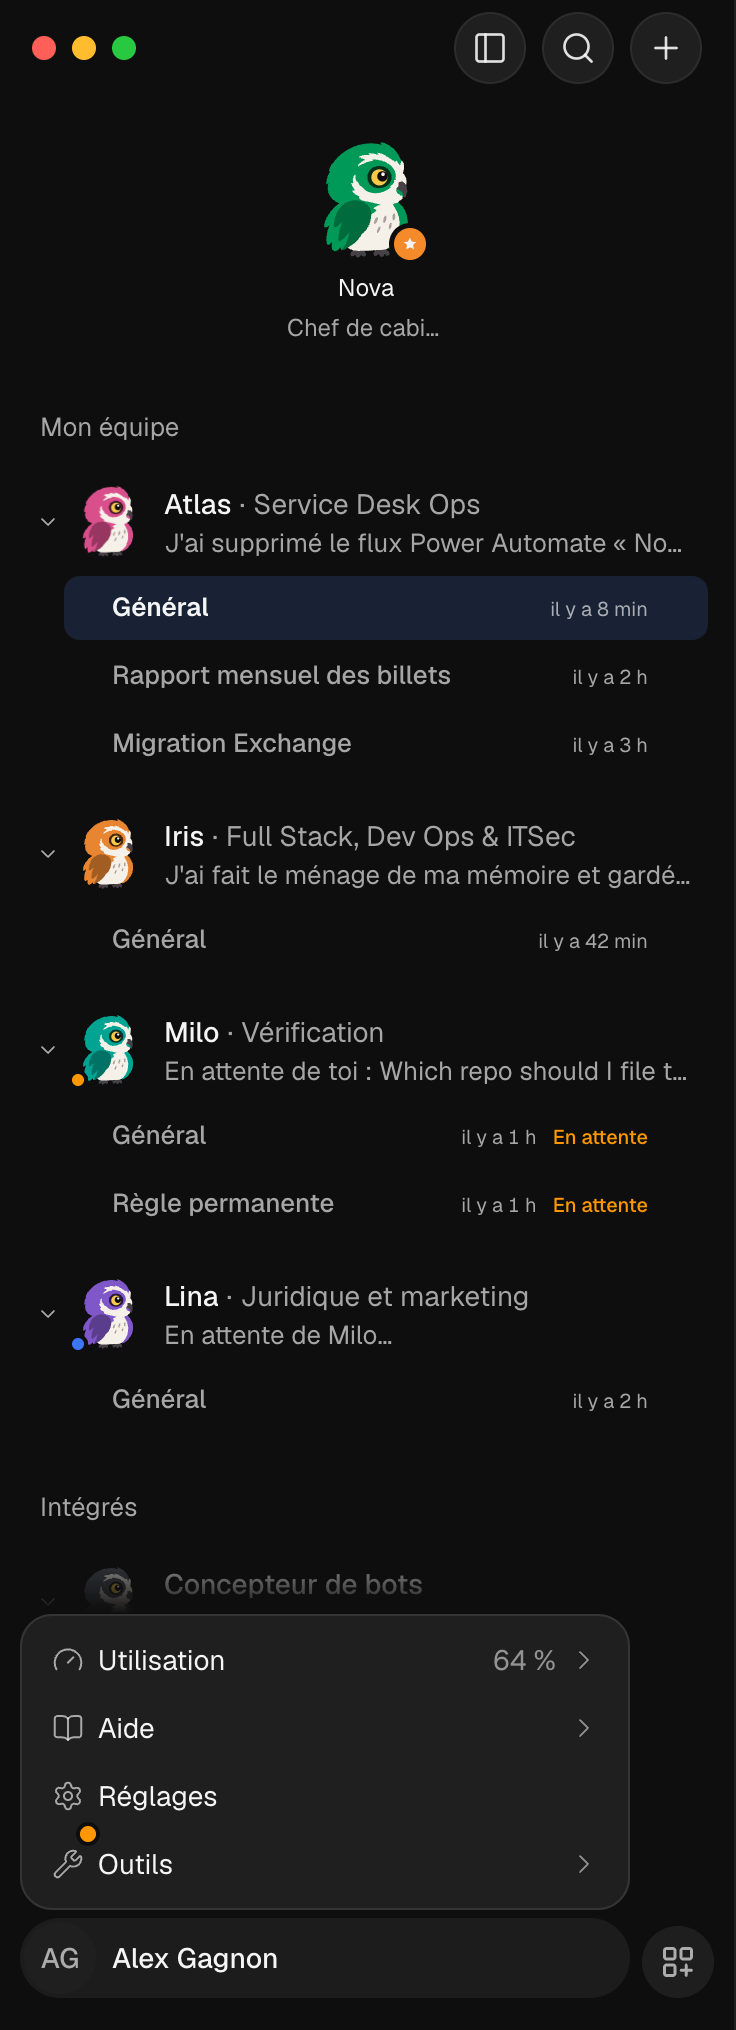 Nova
Chef de cabi...
Mon équipe
Atlas · Service Desk Ops
J'ai supprimé le flux Power Automate « No...
Général il y a 8 min
Rapport mensuel des billets il y a 2 h
Migration Exchange il y a 3 h
Iris · Full Stack, Dev Ops & ITSec
J'ai fait le ménage de ma mémoire et gardé...
Général il y a 42 min
Milo · Vérification
En attente de toi : Which repo should I file t...
Général il y a 1 h En attente
Règle permanente il y a 1 h En attente
Lina · Juridique et marketing
En attente de Milo...
Général il y a 2 h
Intégrés
Concepteur de bots
Utilisation 64 %
Aide
Réglages
Outils
AG Alex Gagnon